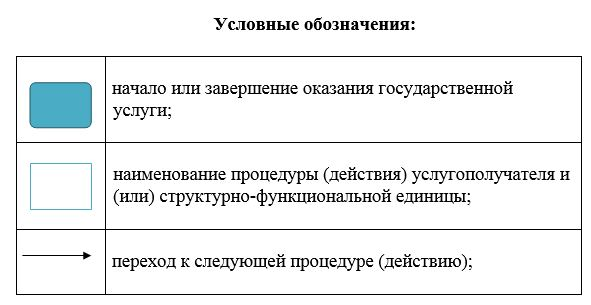 Условные обозначения:
начало или завершение оказания государственной
услуги;
наименование процедуры (действия) услугополучателя и
(или) структурно-функциональной единицы;
переход к следующей процедуре (действию);